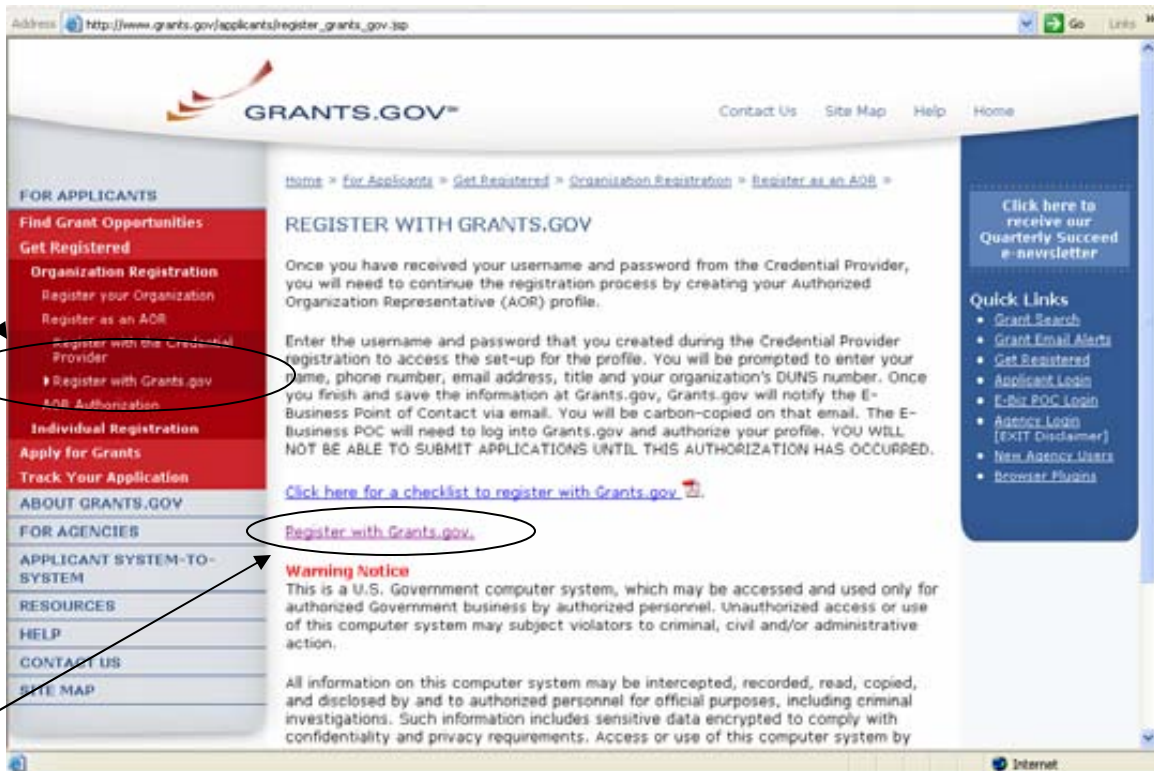 Address http://www.grants.gov/applicants/register_grants_gov.jsp Go Links »
GRANTS.GOV℠
Contact Us Site Map Help Home
FOR APPLICANTS
Find Grant Opportunities
Get Registered
Organization Registration
Register your Organization
Register as an AOR
Register with the Credential
Provider
Register with Grants.gov
AOR Authorization
Individual Registration
Apply for Grants
Track Your Application
ABOUT GRANTS.GOV
FOR AGENCIES
APPLICANT SYSTEM-TO-
SYSTEM
RESOURCES
HELP
CONTACT US
SITE MAP
Home > For Applicants > Get Registered > Organization Registration > Register as an AOR >
REGISTER WITH GRANTS.GOV
Once you have received your username and password from the Credential Provider,
you will need to continue the registration process by creating your Authorized
Organization Representative (AOR) profile.
Enter the username and password that you created during the Credential Provider
registration to access the set-up for the profile. You will be prompted to enter your
name, phone number, email address, title and your organization's DUNS number. Once
you finish and save the information at Grants.gov, Grants.gov will notify the E-
Business Point of Contact via email. You will be carbon-copied on that email. The E-
Business POC will need to log into Grants.gov and authorize your profile. YOU WILL
NOT BE ABLE TO SUBMIT APPLICATIONS UNTIL THIS AUTHORIZATION HAS OCCURRED.
Click here for a checklist to register with Grants.gov .
Register with Grants.gov.
Warning Notice
This is a U.S. Government computer system, which may be accessed and used only for
authorized Government business by authorized personnel. Unauthorized access or use
of this computer system may subject violators to criminal, civil and/or administrative
action.
All information on this computer system may be intercepted, recorded, read, copied,
and disclosed by and to authorized personnel for official purposes, including criminal
investigations. Such information includes sensitive data encrypted to comply with
confidentiality and privacy requirements. Access or use of this computer system by
Click here to
receive our
Quarterly Succeed
e-newsletter
Quick Links
Grant Search
Grant Email Alerts
Get Registered
Applicant Login
E-Biz POC Login
Agency Login
[EXIT Disclaimer]
New Agency Users
Browser Plugins
Internet